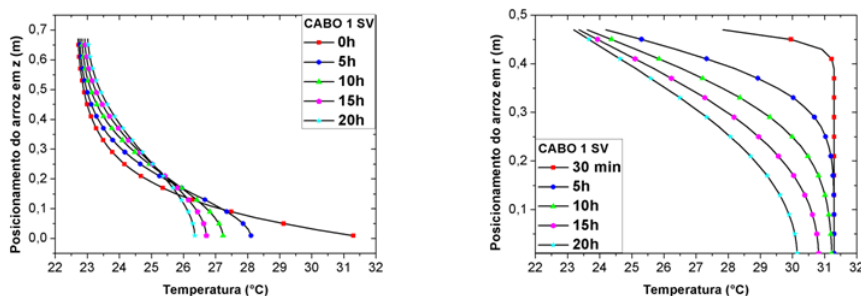 Posicionamento do arroz em z (m)
0,7
0,6
0,5
0,4
0,3
0,2
0,1
0,0
CABO 1 SV
0h
5h
10h
15h
20h
22 23 24 25 26 27 28 29 30 31 32
Temperatura (°C)
Posicionamento do arroz em r (m)
0,5
0,4
0,3
0,2
0,1
CABO 1 SV
30 min
5h
10h
15h
20h
22 23 24 25 26 27 28 29 30 31 32
Temperatura (°C)